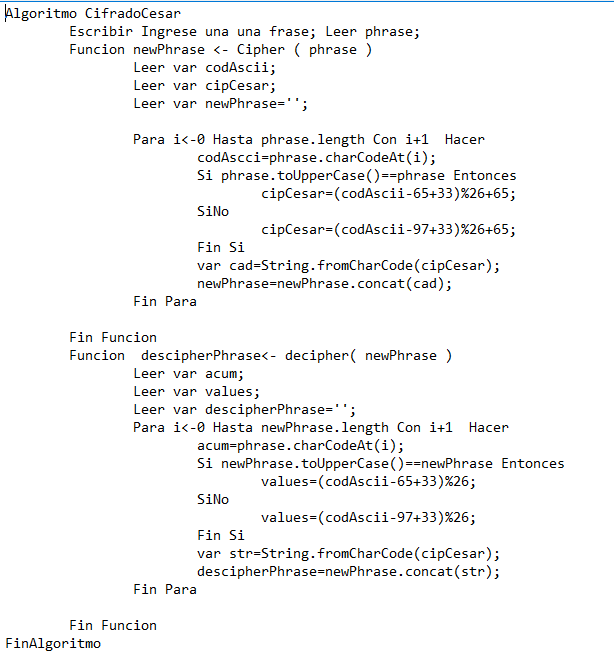 Algoritmo CifradoCesar
Escribir Ingrese una una frase; Leer phrase;
Funcion newPhrase <- Cipher ( phrase )
Leer var codAscii;
Leer var cipCesar;
Leer var newPhrase='';
Para i<-0 Hasta phrase.length Con i+1  Hacer
codAscci=phrase.charCodeAt(i);
Si phrase.toUpperCase()==phrase Entonces
cipCesar=(codAscii-65+33)%26+65;
SiNo
cipCesar=(codAscii-97+33)%26+65;
Fin Si
var cad=String.fromCharCode(cipCesar);
newPhrase=newPhrase.concat(cad);
Fin Para
Fin Funcion
Funcion  descipherPhrase<- decipher( newPhrase )
Leer var acum;
Leer var values;
Leer var descipherPhrase='';
Para i<-0 Hasta newPhrase.length Con i+1  Hacer
acum=phrase.charCodeAt(i);
Si newPhrase.toUpperCase()==newPhrase Entonces
values=(codAscii-65+33)%26;
SiNo
values=(codAscii-97+33)%26;
Fin Si
var str=String.fromCharCode(cipCesar);
descipherPhrase=newPhrase.concat(str);
Fin Para
Fin Funcion
FinAlgoritmo